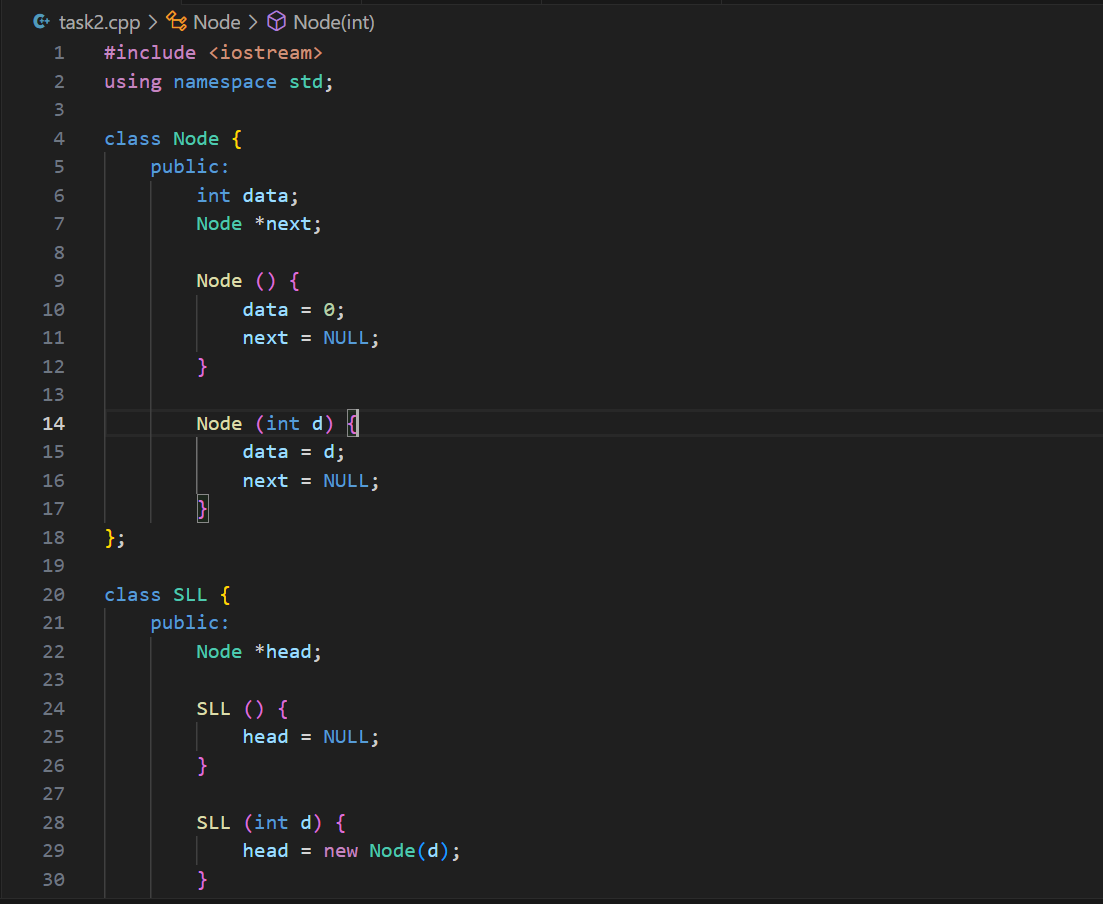 task2.cpp > Node > Node(int)
1 #include <iostream>
2 using namespace std;
3
4 class Node {
5     public:
6         int data;
7         Node *next;
8
9         Node () {
10             data = 0;
11             next = NULL;
12         }
13
14         Node (int d) {
15             data = d;
16             next = NULL;
17         }
18 };
19
20 class SLL {
21     public:
22         Node *head;
23
24         SLL () {
25             head = NULL;
26         }
27
28         SLL (int d) {
29             head = new Node(d);
30         }